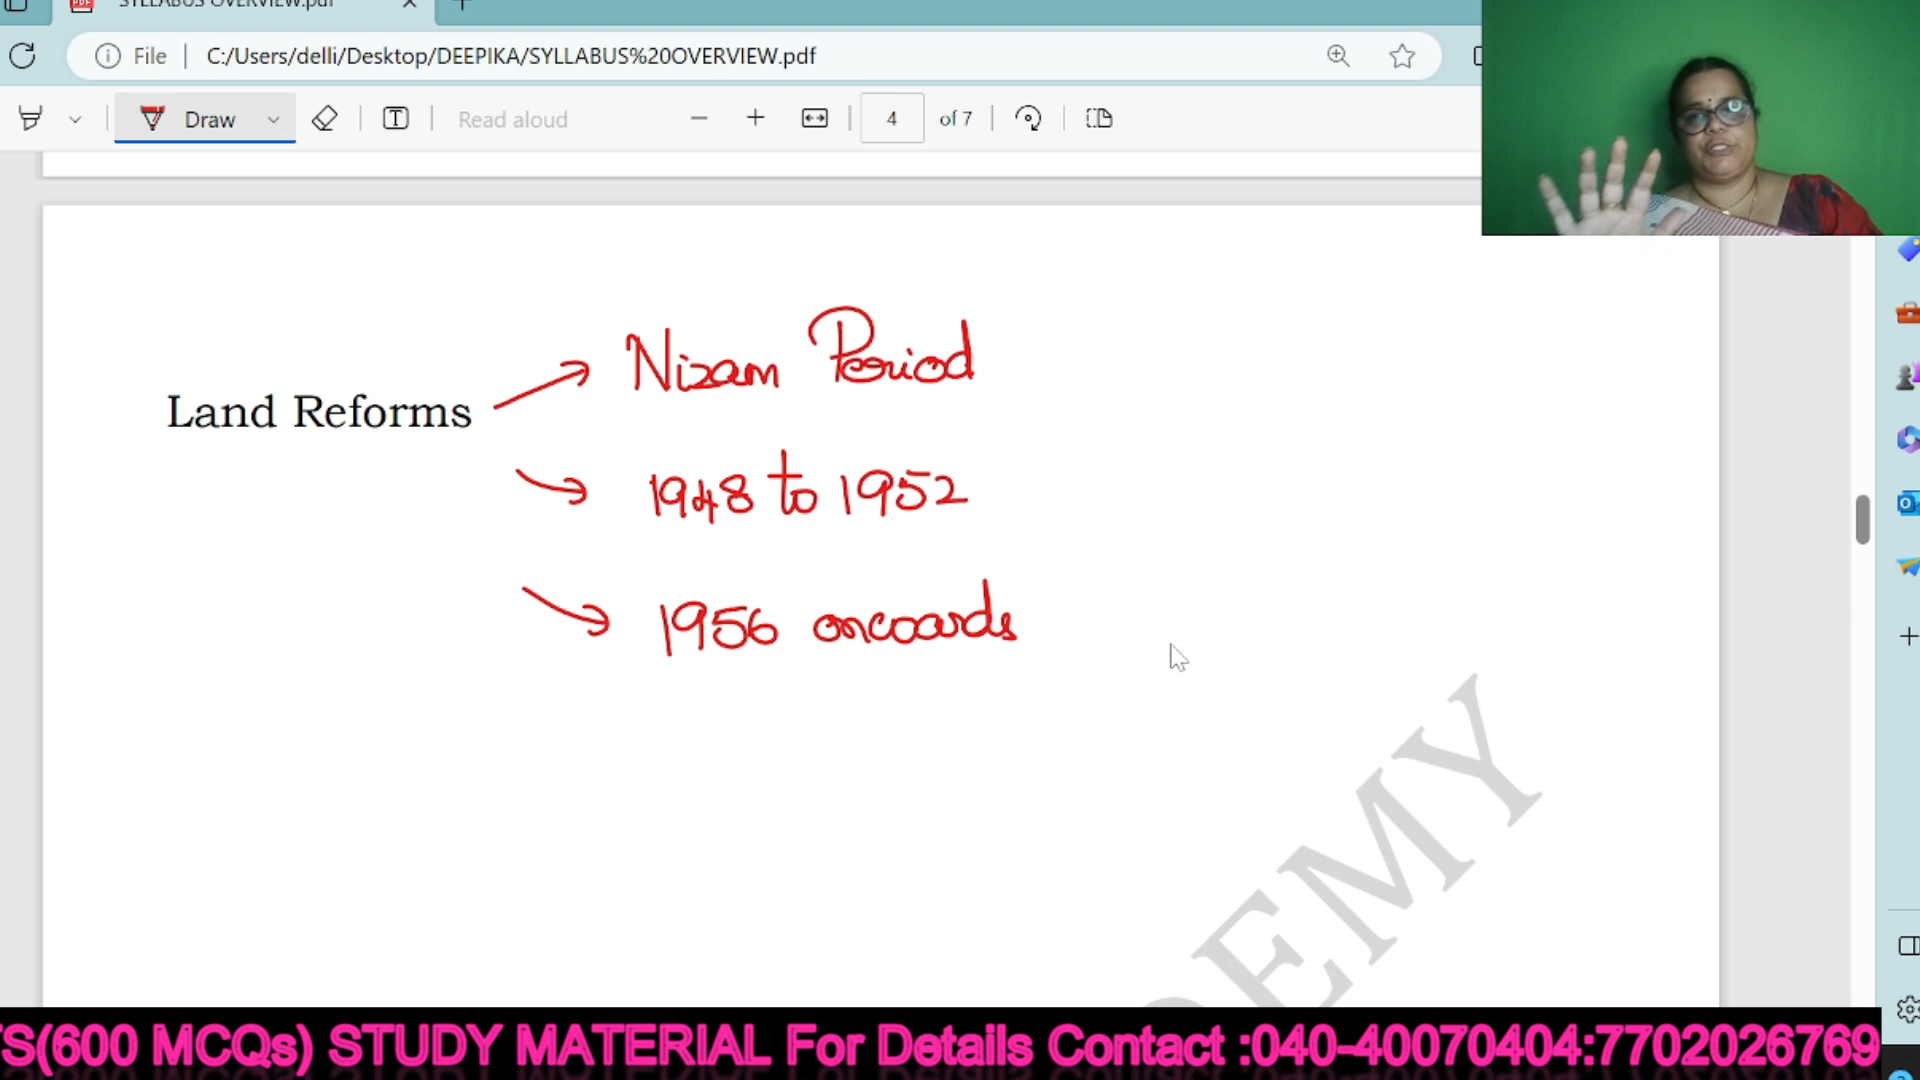 SYLLABUS OVERVIEW.pdf
File
C:/Users/delli/Desktop/DEEPIKA/SYLLABUS%20OVERVIEW.pdf
Draw
Read aloud
4 of 7
Nizam Period
Land Reforms
1948 to 1952
1956 onwards
EMY
TS(600 MCQs) STUDY MATERIAL For Details Contact :040-40070404:7702026769